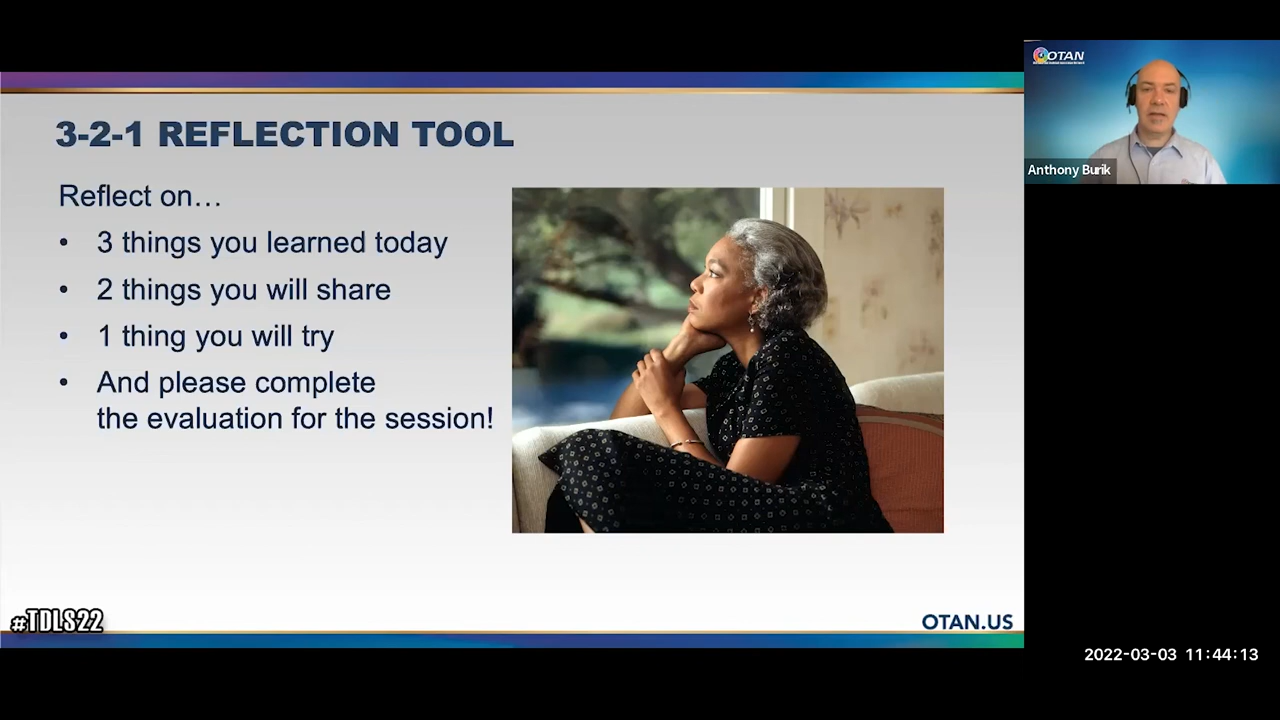 3-2-1 REFLECTION TOOL
Reflect on…
• 3 things you learned today
• 2 things you will share
• 1 thing you will try
• And please complete
the evaluation for the session!
#TDLS22
OTAN.US
OTAN
Anthony Burik
2022-03-03 11:44:13